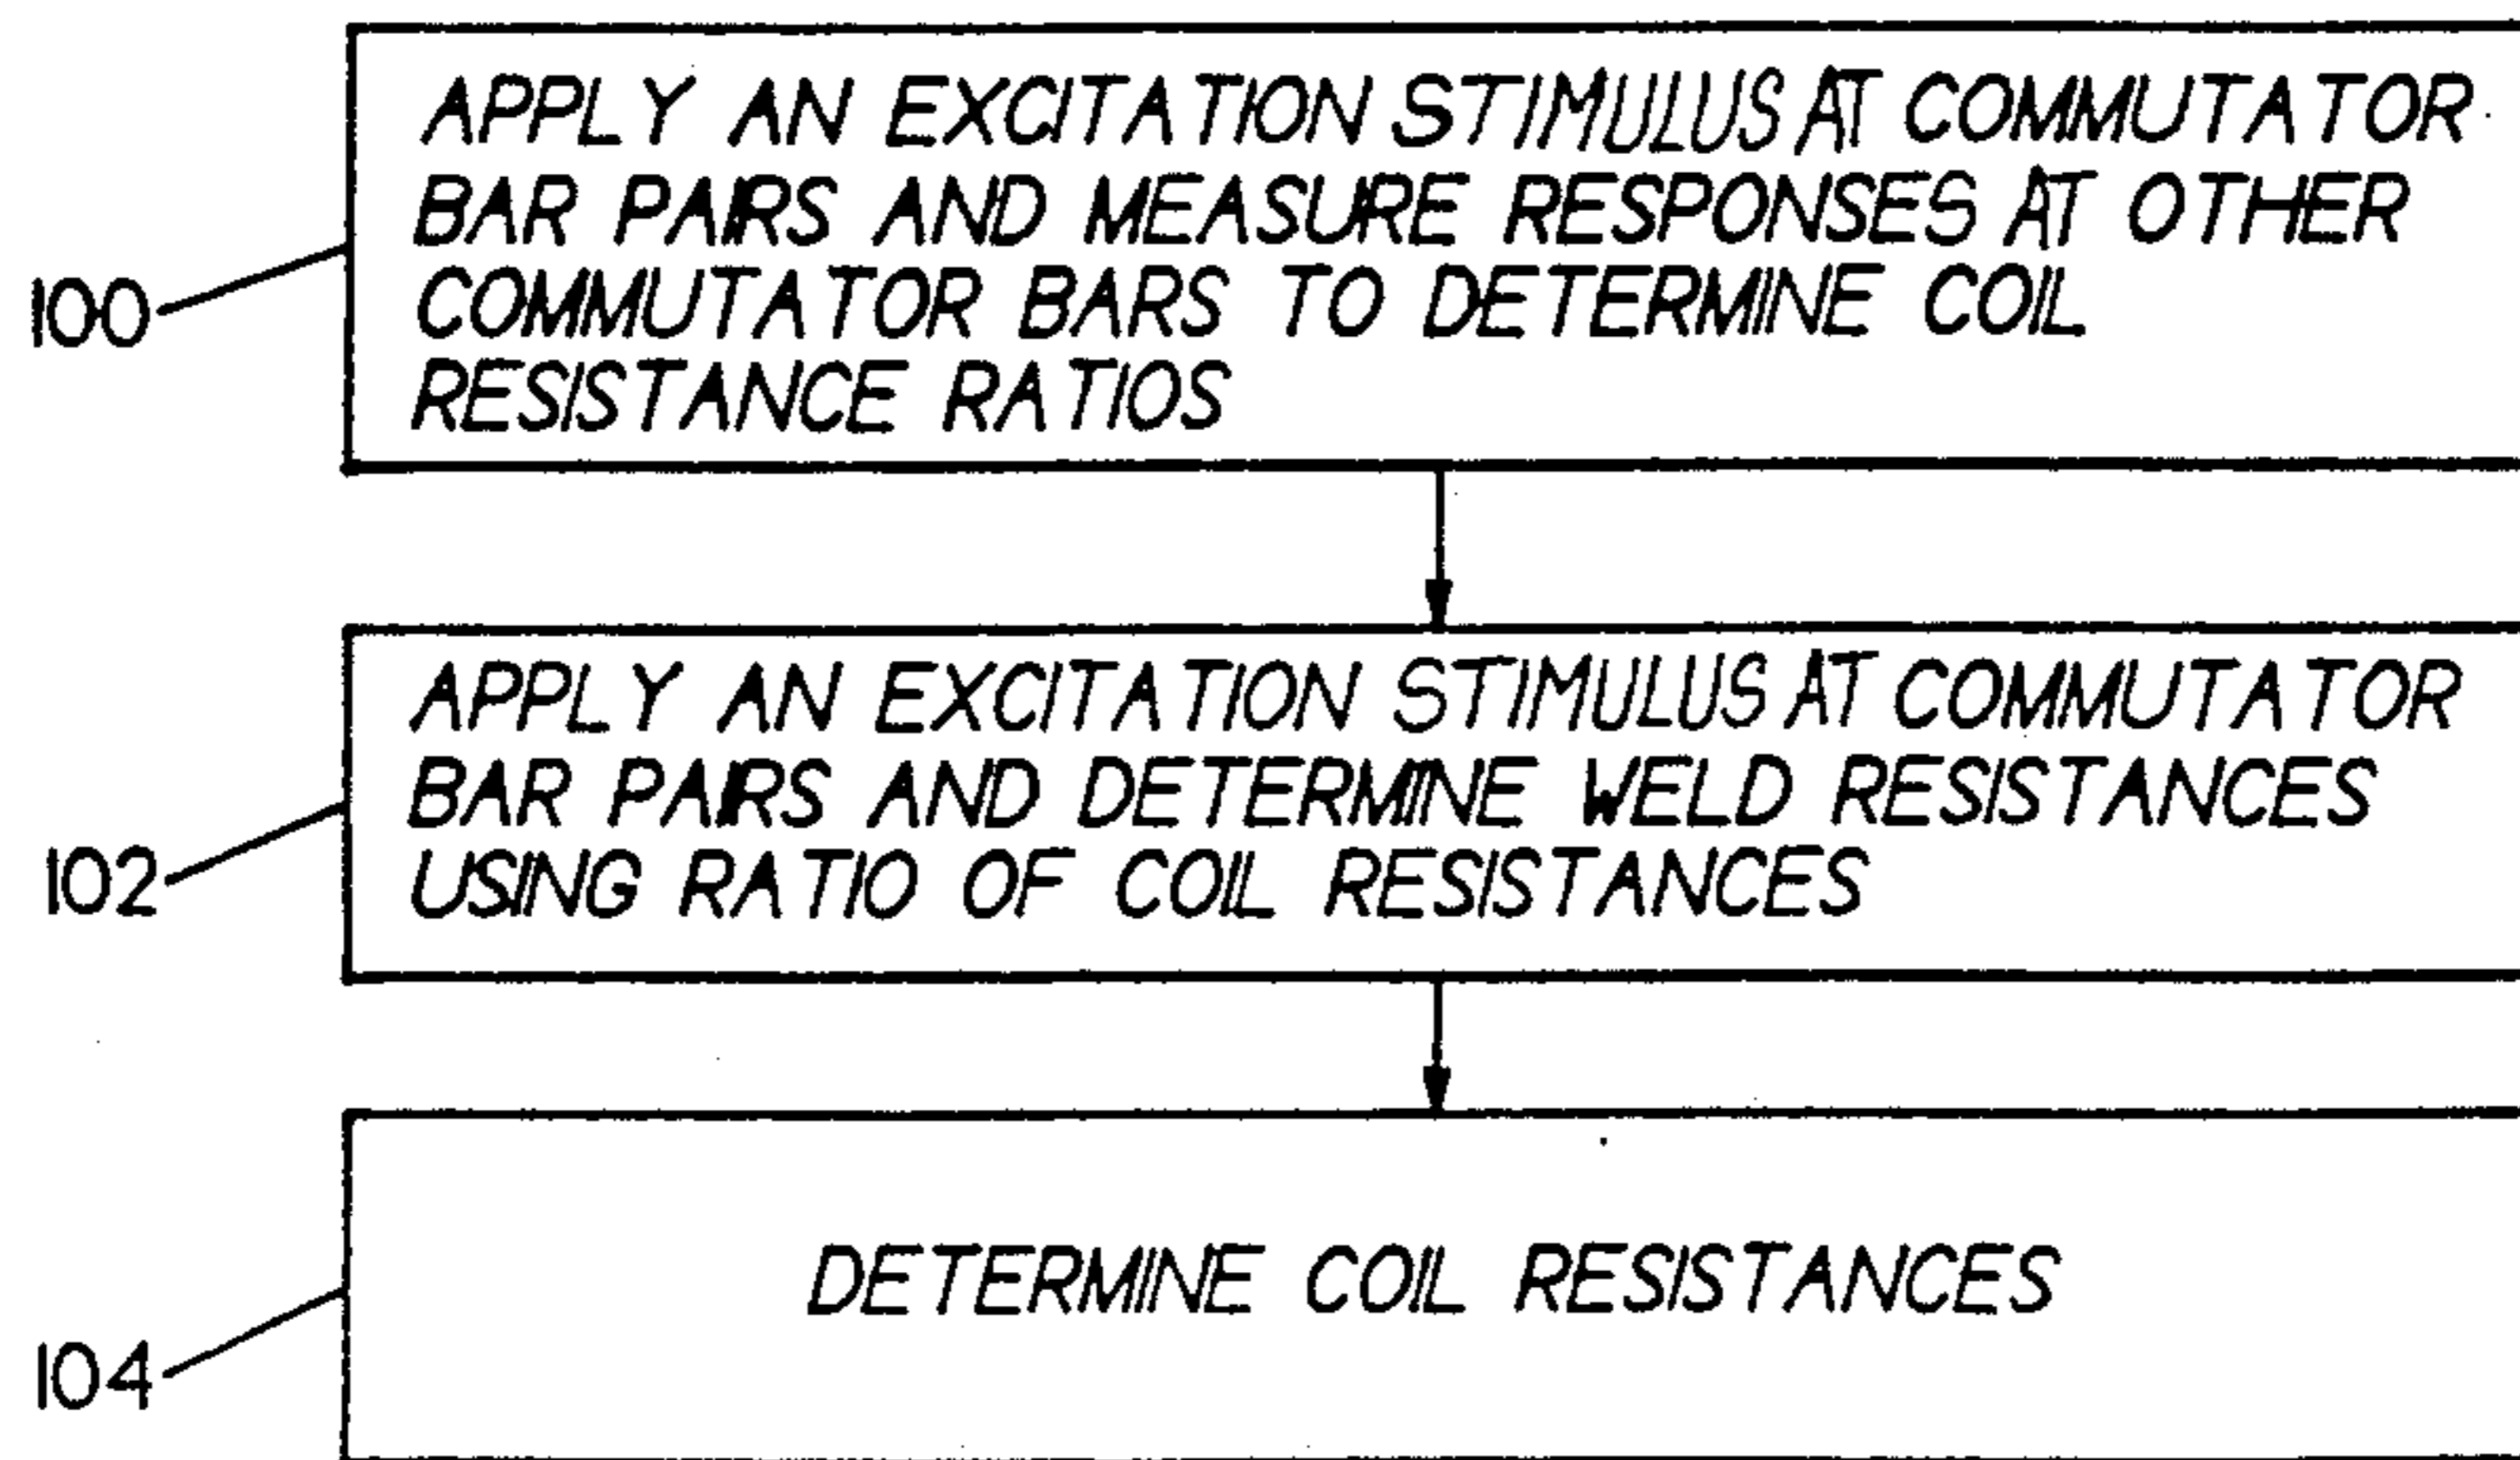 APPLY AN EXCITATION STIMULUS AT COMMUTATOR
BAR PAIRS AND MEASURE RESPONSES AT OTHER
COMMUTATOR BARS TO DETERMINE COIL
RESISTANCE RATIOS
100
APPLY AN EXCITATION STIMULUS AT COMMUTATOR
BAR PAIRS AND DETERMINE WELD RESISTANCES
USING RATIO OF COIL RESISTANCES
102
DETERMINE COIL RESISTANCES
104